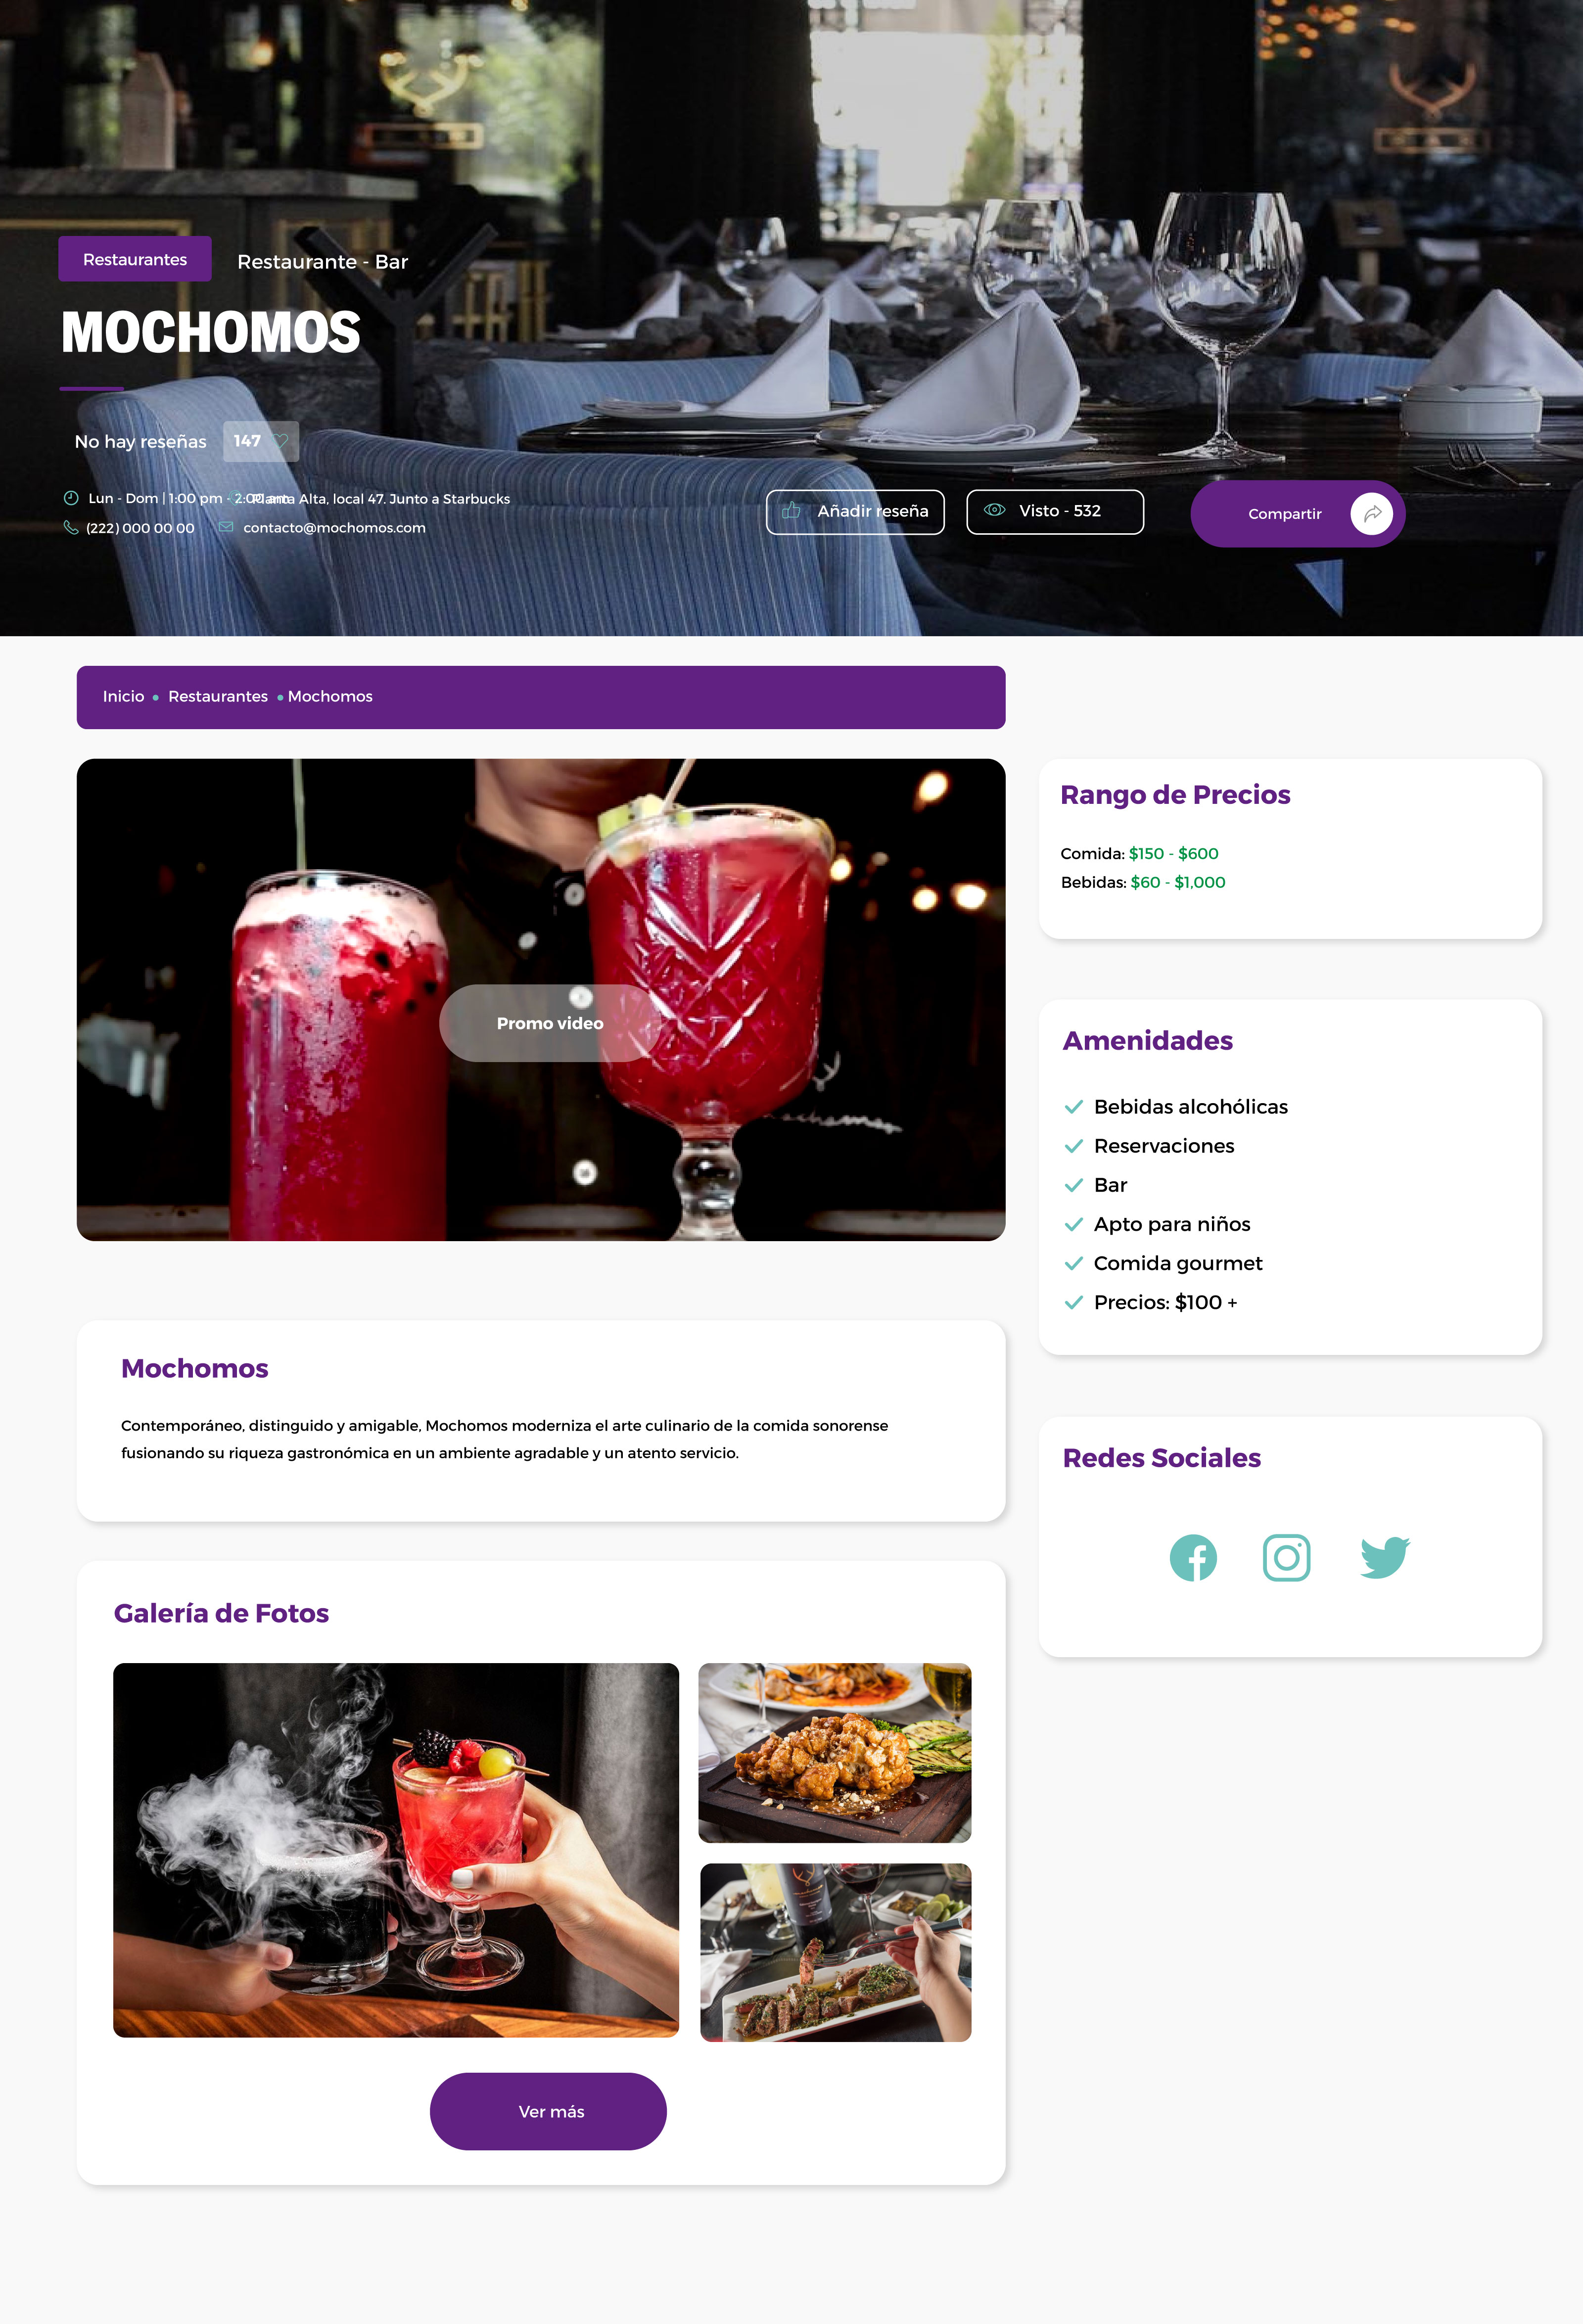 Restaurantes
Restaurante - Bar
MOCHOMOS
No hay reseñas
147
Lun - Dom | 1:00 pm - 2:00 am
Planta Alta, local 47. Junto a Starbucks
(222) 000 00 00
contacto@mochomos.com
Añadir reseña
Visto - 532
Compartir
Inicio
Restaurantes
Mochomos
Promo video
Rango de Precios
Comida: $150 - $600
Bebidas: $60 - $1,000
Amenidades
Bebidas alcohólicas
Reservaciones
Bar
Apto para niños
Comida gourmet
Precios: $100 +
Mochomos
Contemporáneo, distinguido y amigable, Mochomos moderniza el arte culinario de la comida sonorense
fusionando su riqueza gastronómica en un ambiente agradable y un atento servicio.
Redes Sociales
Galería de Fotos
Ver más